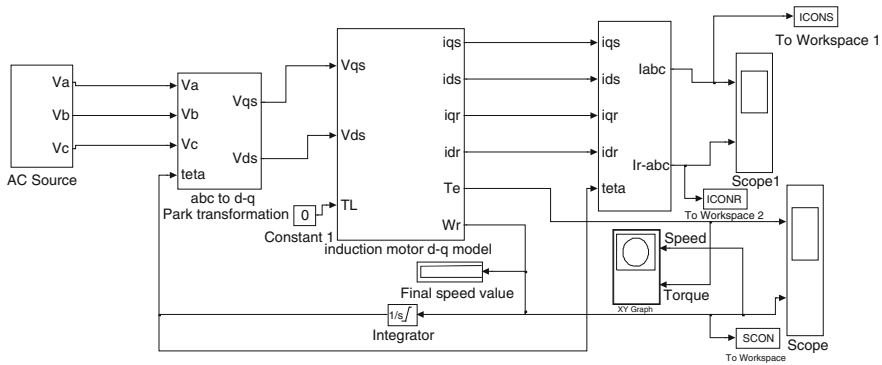 ICONS
To Workspace 1
Va
Vb
Vc
AC Source
Va
Vb
Vc
teta
Vqs
Vds
abc to d-q
Park transformation
0
Constant 1
Vqs
Vds
TL
iqs
ids
iqr
idr
Te
Wr
induction motor d-q model
iqs
ids
iqr
idr
teta
Iabc
Ir-abc
Scope1
ICONR
To Workspace 2
Speed
Torque
XY Graph
Final speed value
1/s
Integrator
Scope
SCON
To Workspace